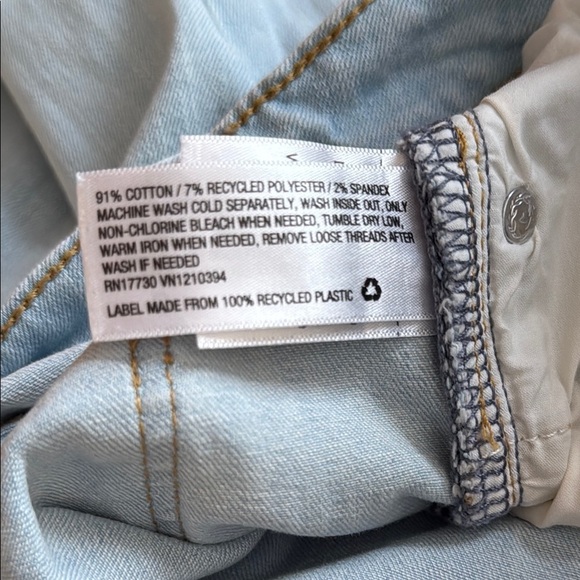 91% COTTON / 7% RECYCLED POLYESTER / 2% SPANDEX
MACHINE WASH COLD SEPARATELY, WASH INSIDE OUT, ONLY
NON-CHLORINE BLEACH WHEN NEEDED, TUMBLE DRY LOW,
WARM IRON WHEN NEEDED, REMOVE LOOSE THREADS AFTER
WASH IF NEEDED
RN17730 VN1210394
LABEL MADE FROM 100% RECYCLED PLASTIC